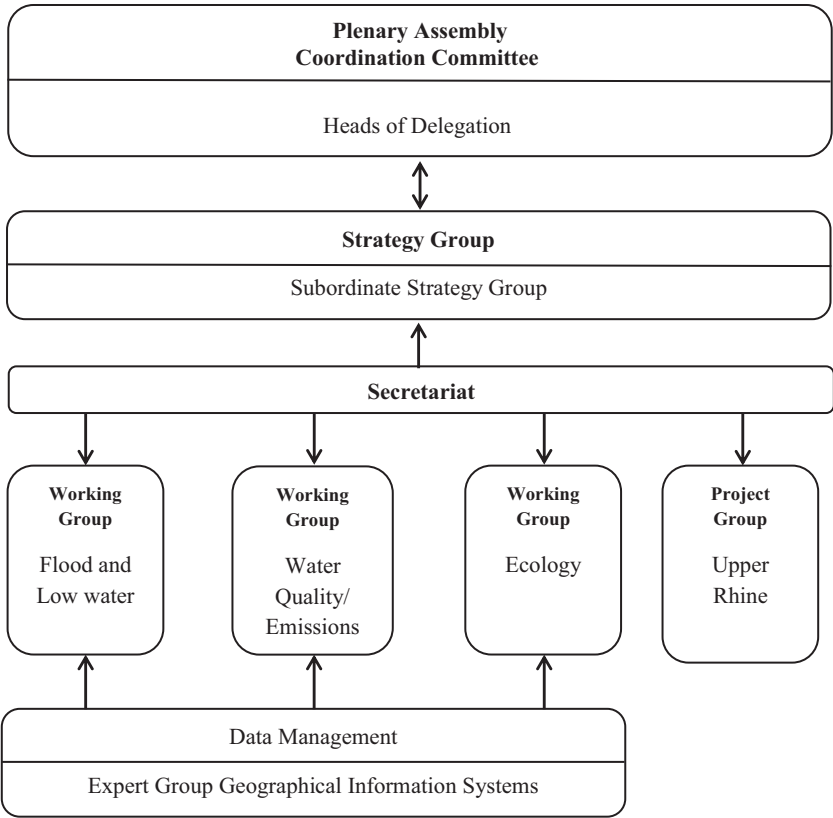 Plenary Assembly
Coordination Committee
Heads of Delegation
Strategy Group
Subordinate Strategy Group
Secretariat
Working
Group
Flood and
Low water
Working
Group
Water
Quality/
Emissions
Working
Group
Ecology
Project
Group
Upper
Rhine
Data Management
Expert Group Geographical Information Systems